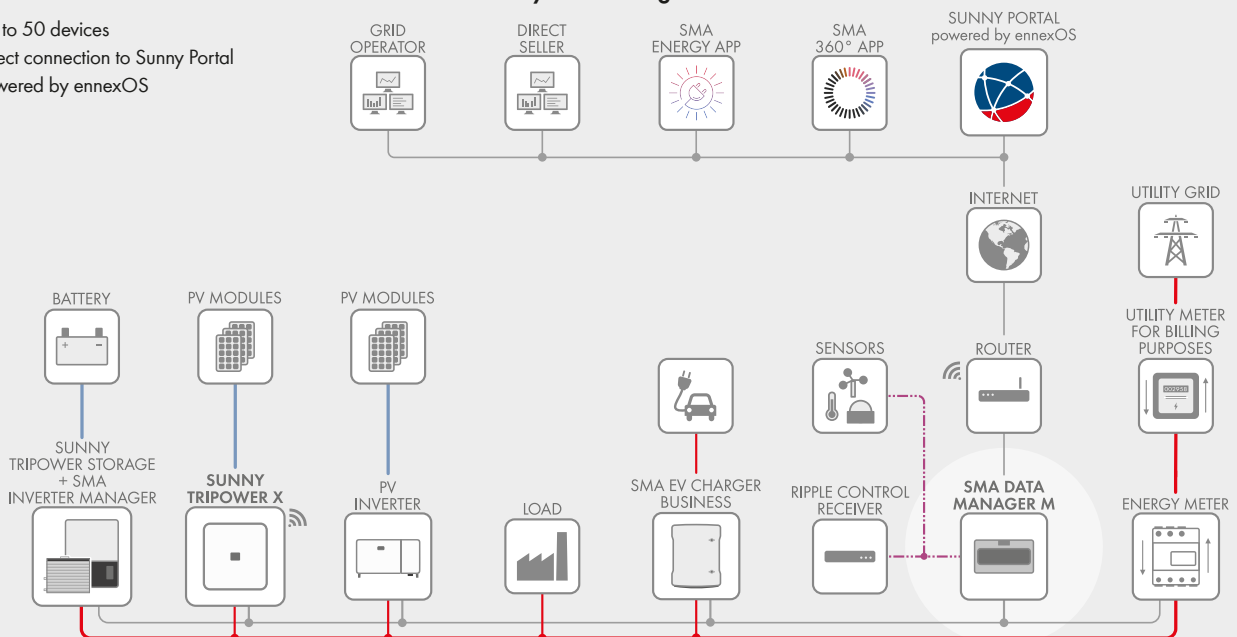 to 50 devices
ect connection to Sunny Portal
wered by ennexOS
GRID
OPERATOR
DIRECT
SELLER
SMA
ENERGY APP
SMA
360° APP
SUNNY PORTAL
powered by ennexOS
INTERNET
UTILITY GRID
BATTERY
PV MODULES
PV MODULES
UTILITY METER
FOR BILLING
PURPOSES
SENSORS
ROUTER
SUNNY
TRIPOWER STORAGE
+ SMA
INVERTER MANAGER
SUNNY
TRIPOWER X
PV
INVERTER
LOAD
SMA EV CHARGER
BUSINESS
RIPPLE CONTROL
RECEIVER
SMA DATA
MANAGER M
ENERGY METER